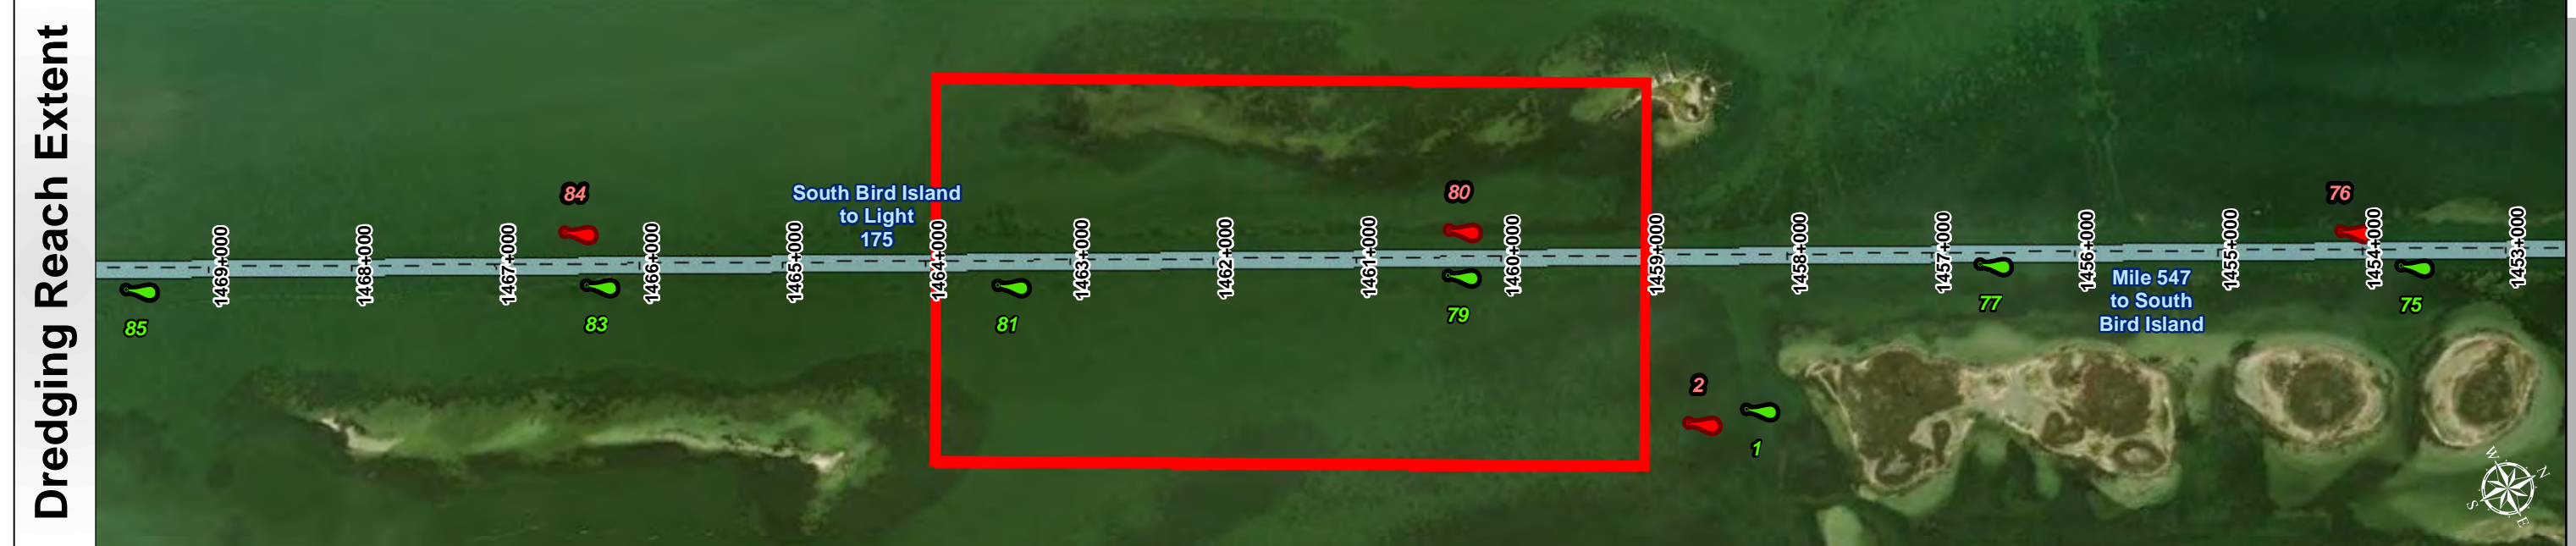 Dredging Reach Extent
84
80
76
South Bird Island
to Light
175
1469+000
1468+000
1467+000
1466+000
1465+000
1464+000
1463+000
1462+000
1461+000
1460+000
1459+000
1458+000
1457+000
1456+000
1455+000
1454+000
1453+000
Mile 547
to South
Bird Island
85
83
81
79
77
75
2
1
W
N
S
E